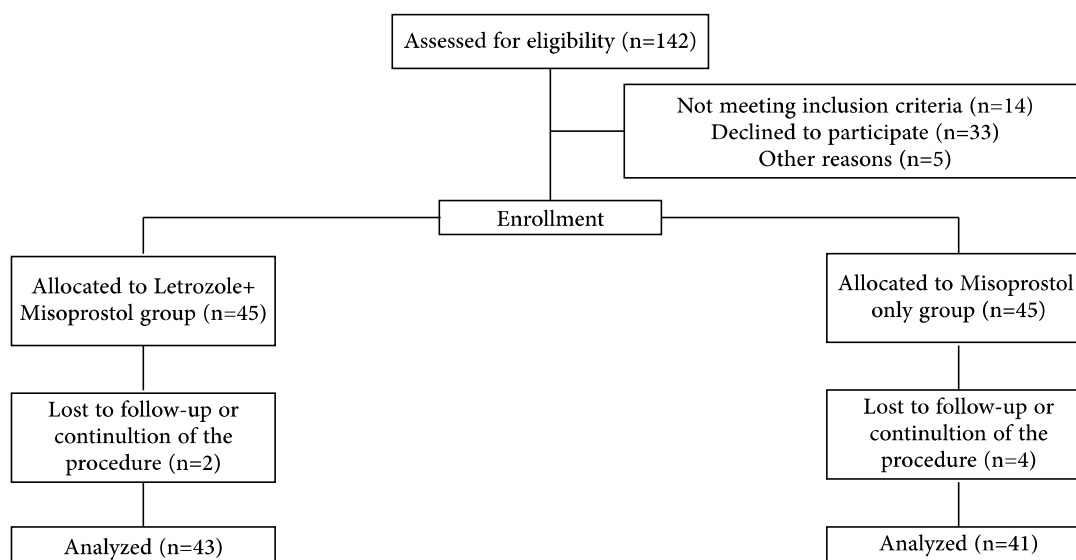 Assessed for eligibility (n=142)
Not meeting inclusion criteria (n=14)
Declined to participate (n=33)
Other reasons (n=5)
Enrollment
Allocated to Letrozole+
Misoprostol group (n=45)
Allocated to Misoprostol
only group (n=45)
Lost to follow-up or
continultion of the
procedure (n=2)
Lost to follow-up or
continultion of the
procedure (n=4)
Analyzed (n=43)
Analyzed (n=41)